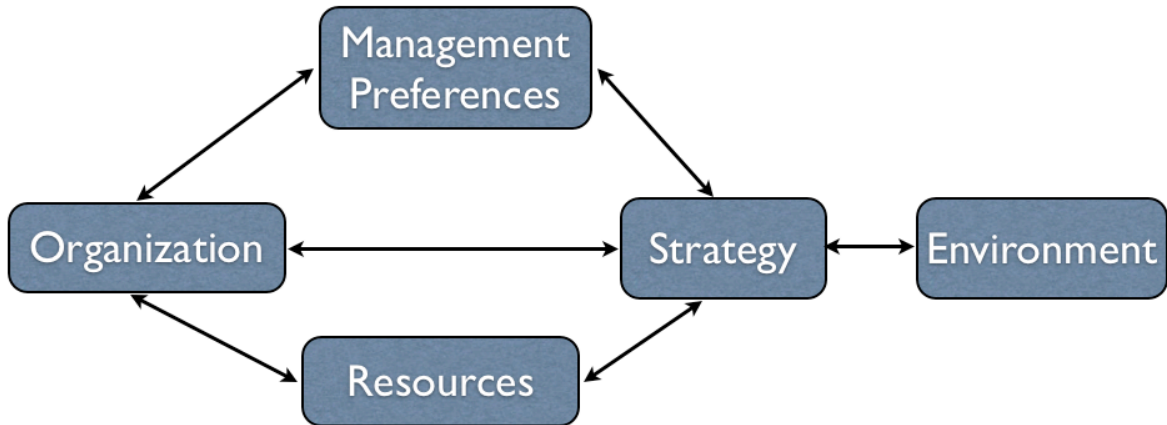 Management
Preferences
Organization
Strategy
Environment
Resources